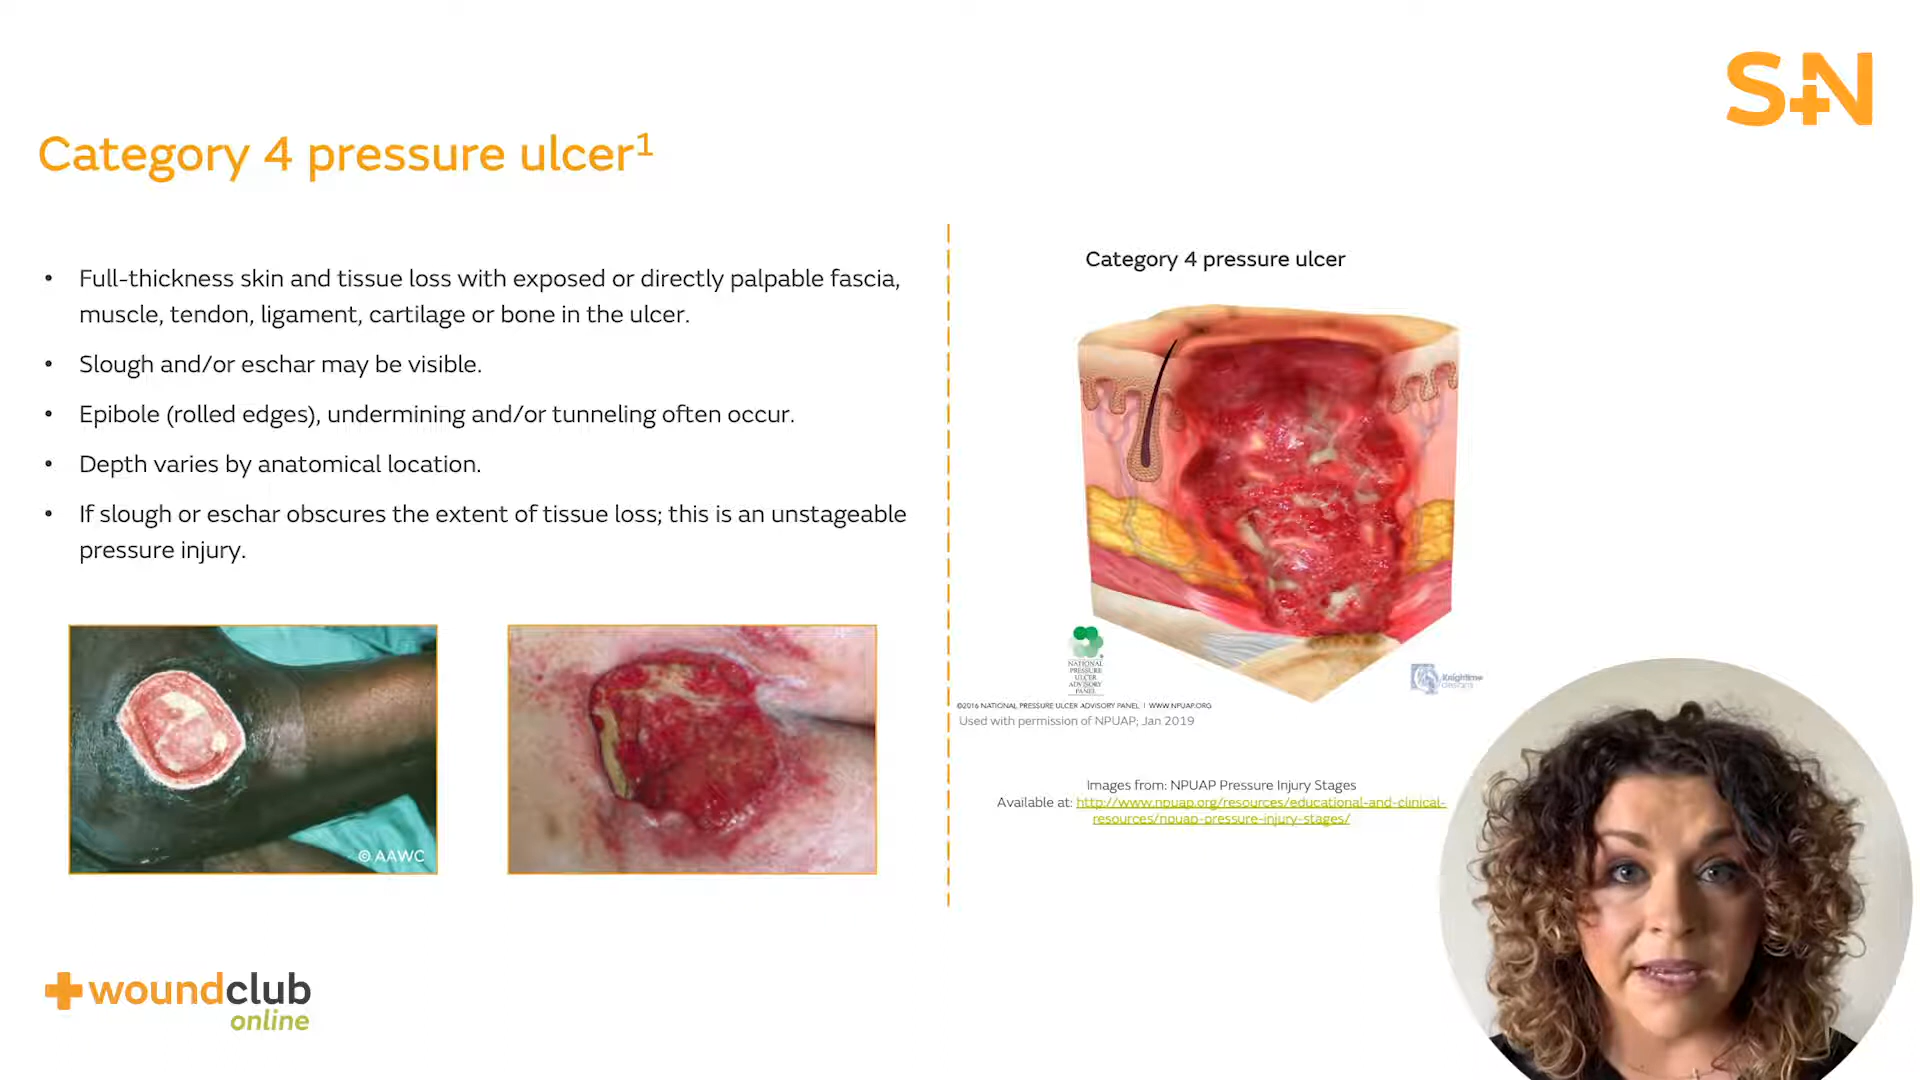 S+N
Category 4 pressure ulcer¹
• Full-thickness skin and tissue loss with exposed or directly palpable fascia,
muscle, tendon, ligament, cartilage or bone in the ulcer.
• Slough and/or eschar may be visible.
• Epibole (rolled edges), undermining and/or tunneling often occur.
• Depth varies by anatomical location.
• If slough or eschar obscures the extent of tissue loss; this is an unstageable
pressure injury.
© AAWC
Category 4 pressure ulcer
NATIONAL
PRESSURE
ULCER
ADVISORY
PANEL
Knightime
DESIGNS
©2016 NATIONAL PRESSURE ULCER ADVISORY PANEL | WWW.NPUAP.ORG
Used with permission of NPUAP; Jan 2019
Images from: NPUAP Pressure Injury Stages
Available at: http://www.npuap.org/resources/educational-and-clinical-
resources/npuap-pressure-injury-stages/
woundclub
online